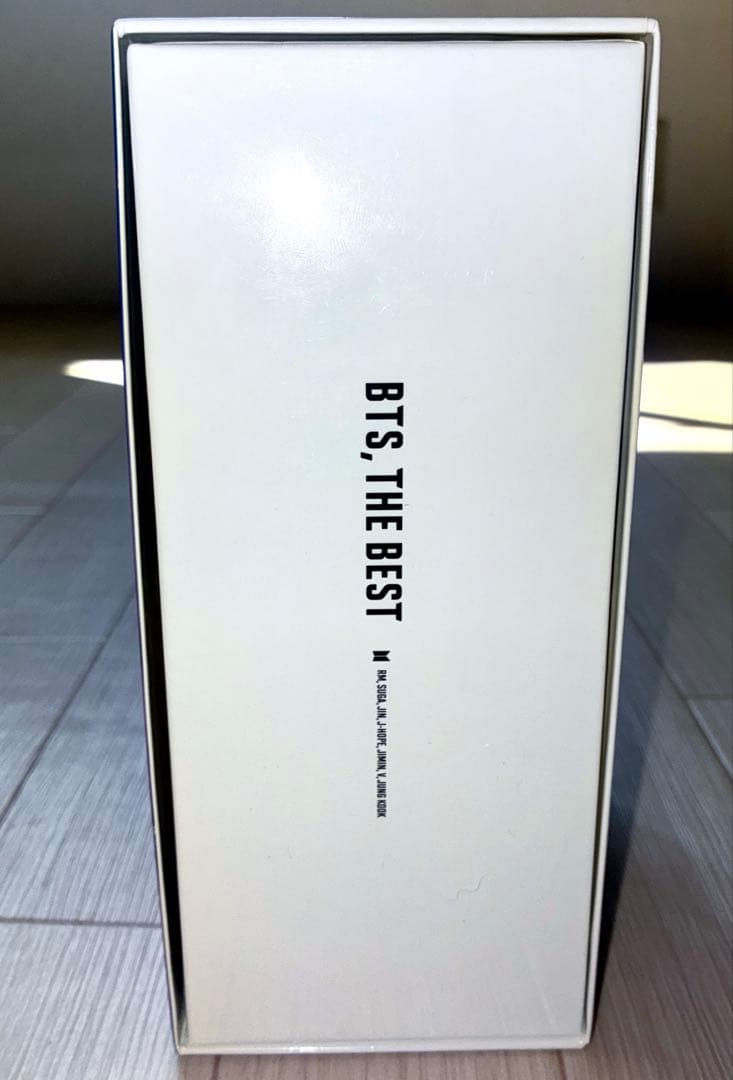 BTS, THE BEST
RM, SUGA, JIN, J-HOPE, JIMIN, V, JUNG KOOK